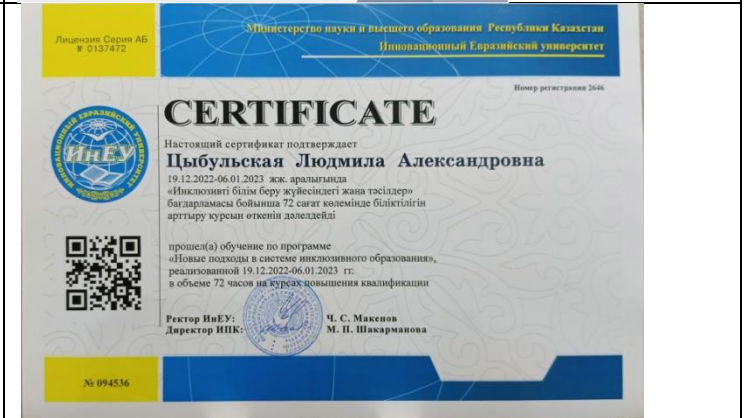 Лицензия Серия АБ
№ 0137472
Министерство науки и высшего образования Республики Казахстан
Инновационный Евразийский университет
Номер регистрации 2646
CERTIFICATE
ИННОВАЦИОННЫЙ ЕВРАЗИЙСКИЙ УНИВЕРСИТЕТ
ИнЕУ
Настоящий сертификат подтверждает
Цыбульская Людмила Александровна
19.12.2022-06.01.2023 жж. аралығында
«Инклюзивті білім беру жүйесіндегі жаңа тәсілдер»
бағдарламасы бойынша 72 сағат көлемінде біліктілігін
арттыру курсын өткенін дәлелдейді
прошел(а) обучение по программе
«Новые подходы в системе инклюзивного образования»,
реализованной 19.12.2022-06.01.2023 гг.
в объеме 72 часов на курсах повышения квалификации
Ректор ИнЕУ: Ч. С. Макенов
Директор ИПК: М. П. Шакарманова
№ 094536